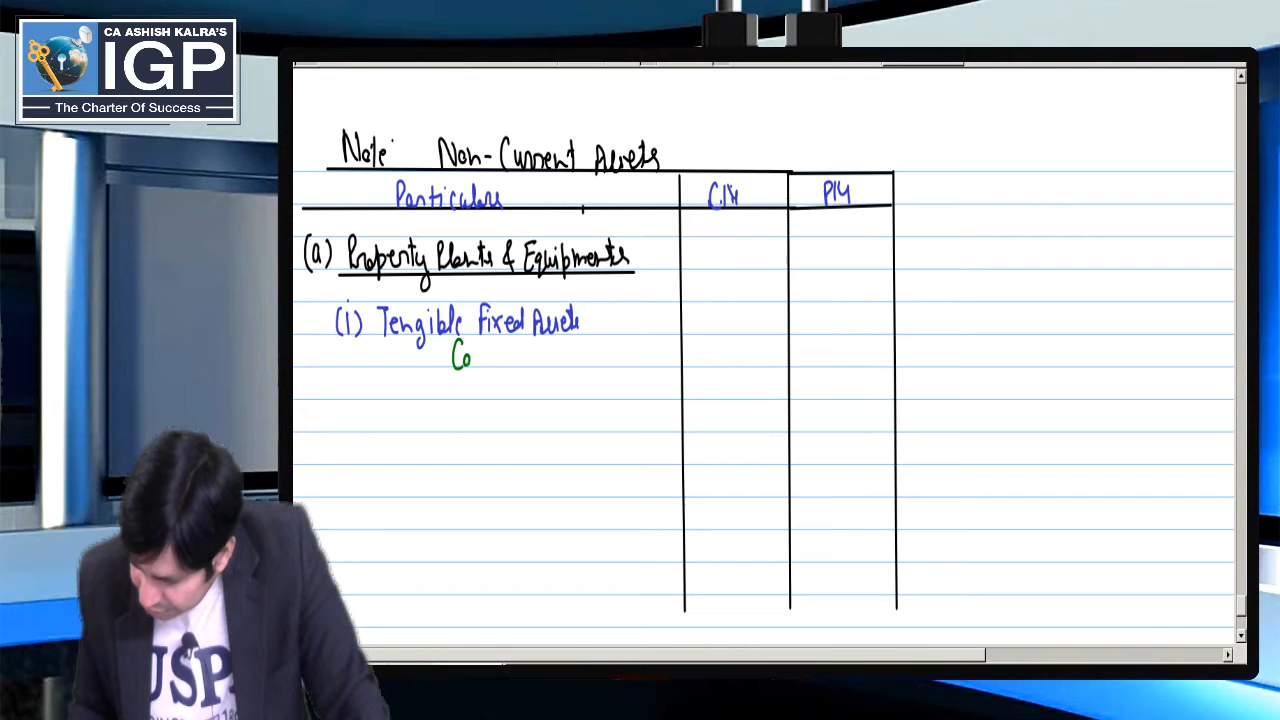 CA ASHISH KALRA'S
IGP
The Charter Of Success
Note: Non-Current Assets
Particulars C.Y. P.Y.
(a) Property Plants & Equipments
(i) Tangible Fixed Assets
Co
USP